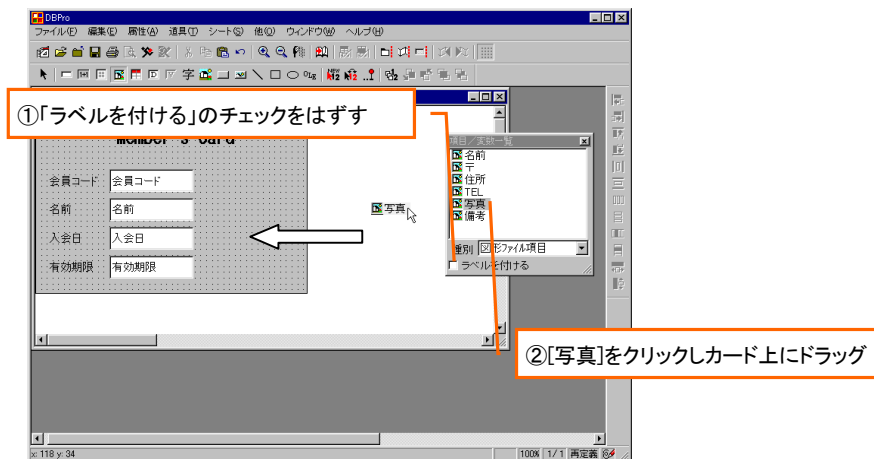 DBPro
ファイル(F) 編集(E) 属性(A) 道具(T) シート(S) 他(O) ウィンドウ(W) ヘルプ(H)
字
①「ラベルを付ける」のチェックをはずす
項目/変数一覧
名前
〒
住所
TEL
写真
備考
種別 図形ファイル項目
ラベルを付ける
会員コード 会員コード
名前 名前
入会日 入会日
有効期限 有効期限
写真
②[写真]をクリックしカード上にドラッグ
x: 118 y: 34
100% 1/1 再定義